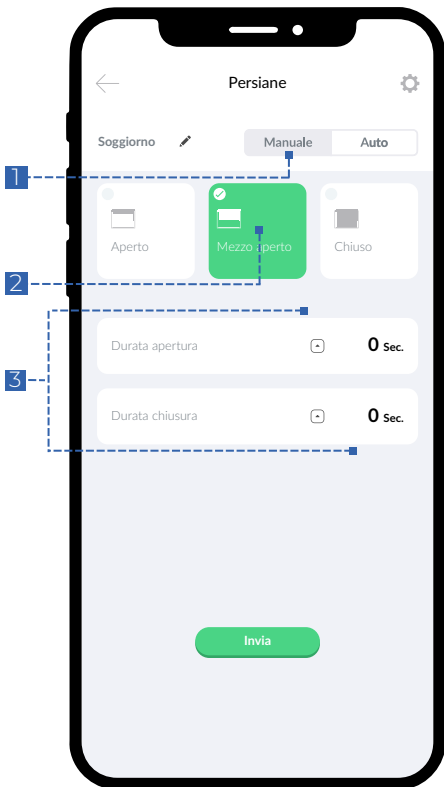 Persiane
Soggiorno
Manuale Auto
1
Aperto Mezzo aperto Chiuso
2
Durata apertura 0 Sec.
3
Durata chiusura 0 Sec.
Invia